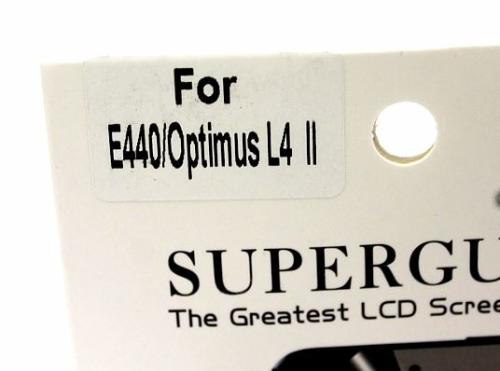 For
E440/Optimus L4 II
SUPERGU
The Greatest LCD Scree